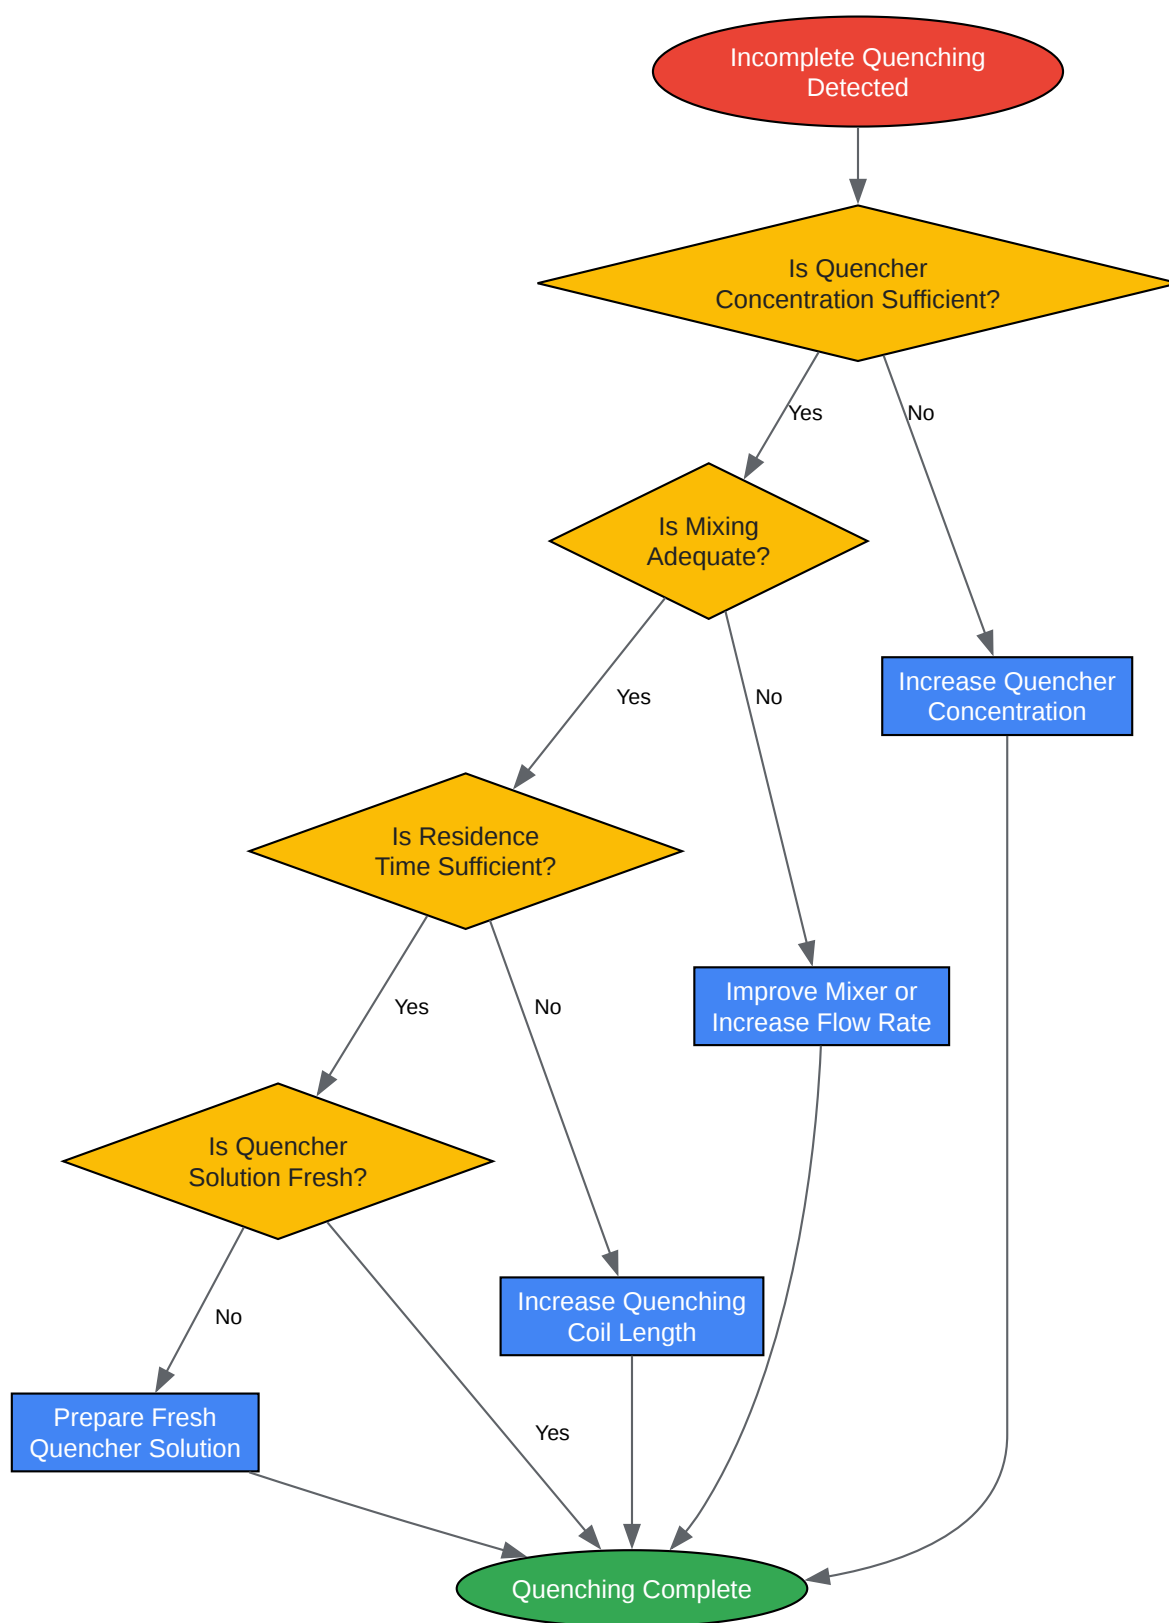 Incomplete Quenching
Detected
Is Quencher
Concentration Sufficient?
Yes
No
Is Mixing
Adequate?
Increase Quencher
Concentration
Yes
No
Is Residence
Time Sufficient?
Improve Mixer or
Increase Flow Rate
Yes
No
Is Quencher
Solution Fresh?
Increase Quenching
Coil Length
No
Prepare Fresh
Quencher Solution
Yes
Quenching Complete